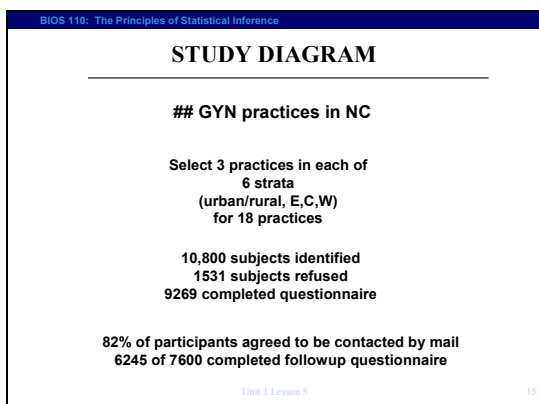 BIOS 110:  The Principles of Statistical Inference
STUDY DIAGRAM
## GYN practices in NC
Select 3 practices in each of
6 strata
(urban/rural, E,C,W)
for 18 practices
10,800 subjects identified
1531 subjects refused
9269 completed questionnaire
82% of participants agreed to be contacted by mail
6245 of 7600 completed followup questionnaire
Unit 1 Lesson 5
15